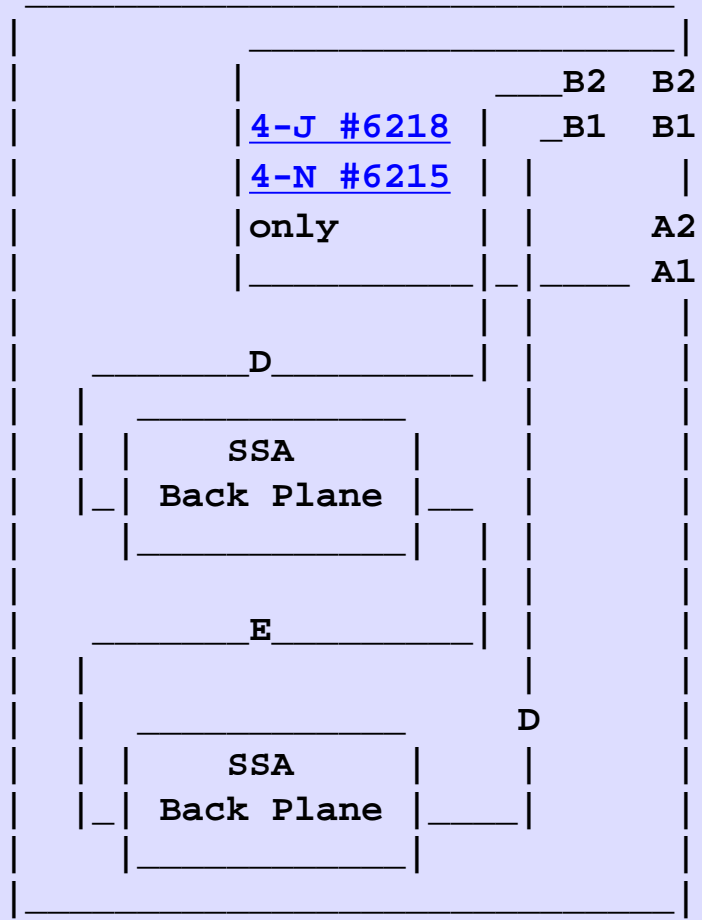 B2 B2
4-J #6218 B1 B1
4-N #6215
only A2
A1
D
SSA
Back Plane
E
D
SSA
Back Plane